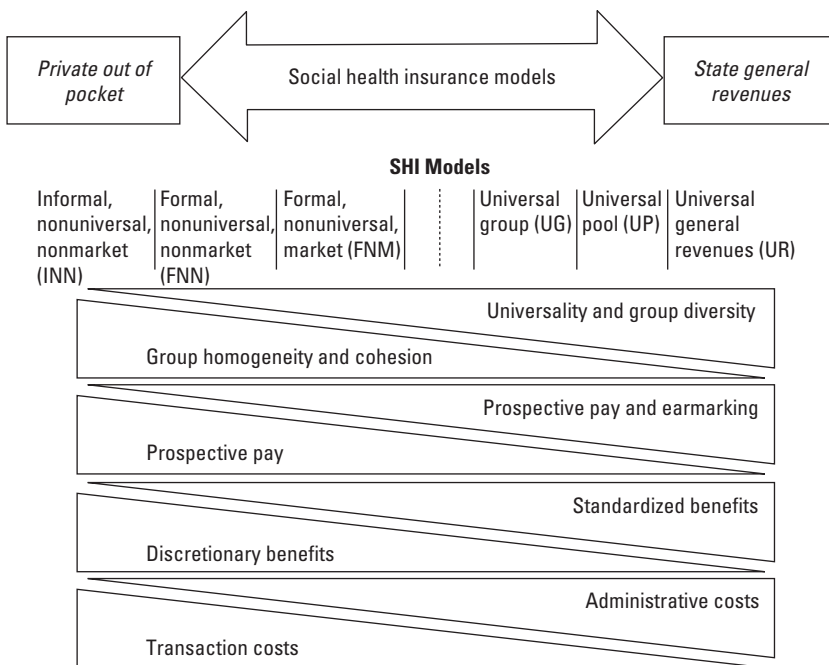 Private out of
pocket
Social health insurance models
State general
revenues
SHI Models
Informal,
nonuniversal,
nonmarket
(INN)
Formal,
nonuniversal,
nonmarket
(FNN)
Formal,
nonuniversal,
market (FNM)
Universal
group (UG)
Universal
pool (UP)
Universal
general
revenues (UR)
Universality and group diversity
Group homogeneity and cohesion
Prospective pay and earmarking
Prospective pay
Standardized benefits
Discretionary benefits
Administrative costs
Transaction costs